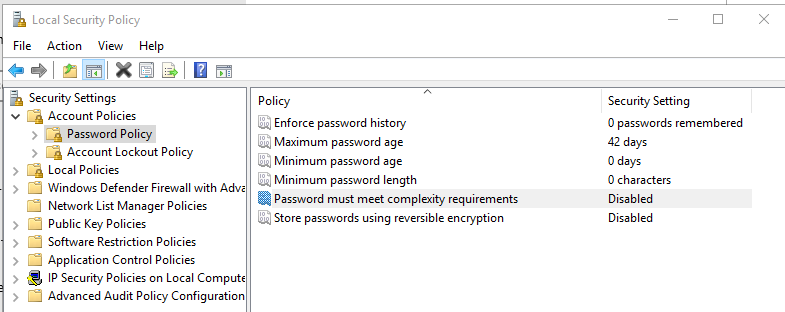 Local Security Policy
File Action View Help
Security Settings
Account Policies
Password Policy
Account Lockout Policy
Local Policies
Windows Defender Firewall with Adva
Network List Manager Policies
Public Key Policies
Software Restriction Policies
Application Control Policies
IP Security Policies on Local Compute
Advanced Audit Policy Configuration
Policy Security Setting
Enforce password history 0 passwords remembered
Maximum password age 42 days
Minimum password age 0 days
Minimum password length 0 characters
Password must meet complexity requirements Disabled
Store passwords using reversible encryption Disabled